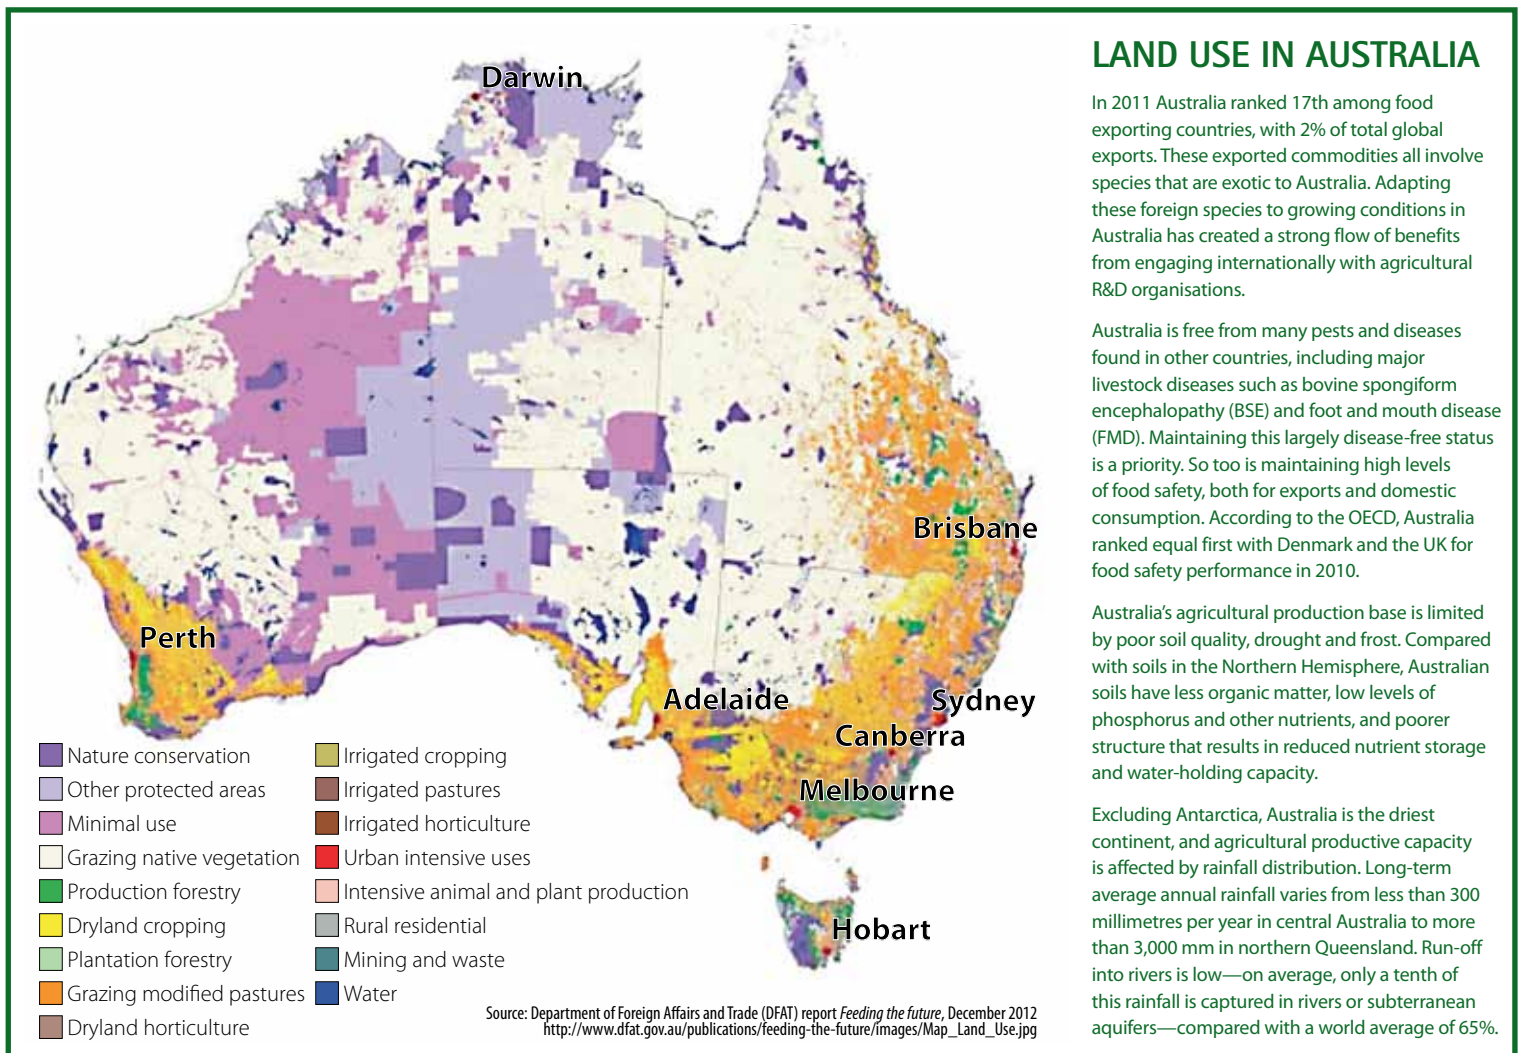 Darwin
Brisbane
Perth
Adelaide
Sydney
Canberra
Melbourne
Hobart
Nature conservation
Other protected areas
Minimal use
Grazing native vegetation
Production forestry
Dryland cropping
Plantation forestry
Grazing modified pastures
Dryland horticulture
Irrigated cropping
Irrigated pastures
Irrigated horticulture
Urban intensive uses
Intensive animal and plant production
Rural residential
Mining and waste
Water
Source: Department of Foreign Affairs and Trade (DFAT) report Feeding the future, December 2012
http://www.dfat.gov.au/publications/feeding-the-future/images/Map_Land_Use.jpg
LAND USE IN AUSTRALIA
In 2011 Australia ranked 17th among food
exporting countries, with 2% of total global
exports. These exported commodities all involve
species that are exotic to Australia. Adapting
these foreign species to growing conditions in
Australia has created a strong flow of benefits
from engaging internationally with agricultural
R&D organisations.
Australia is free from many pests and diseases
found in other countries, including major
livestock diseases such as bovine spongiform
encephalopathy (BSE) and foot and mouth disease
(FMD). Maintaining this largely disease-free status
is a priority. So too is maintaining high levels
of food safety, both for exports and domestic
consumption. According to the OECD, Australia
ranked equal first with Denmark and the UK for
food safety performance in 2010.
Australia’s agricultural production base is limited
by poor soil quality, drought and frost. Compared
with soils in the Northern Hemisphere, Australian
soils have less organic matter, low levels of
phosphorus and other nutrients, and poorer
structure that results in reduced nutrient storage
and water-holding capacity.
Excluding Antarctica, Australia is the driest
continent, and agricultural productive capacity
is affected by rainfall distribution. Long-term
average annual rainfall varies from less than 300
millimetres per year in central Australia to more
than 3,000 mm in northern Queensland. Run-off
into rivers is low—on average, only a tenth of
this rainfall is captured in rivers or subterranean
aquifers—compared with a world average of 65%.